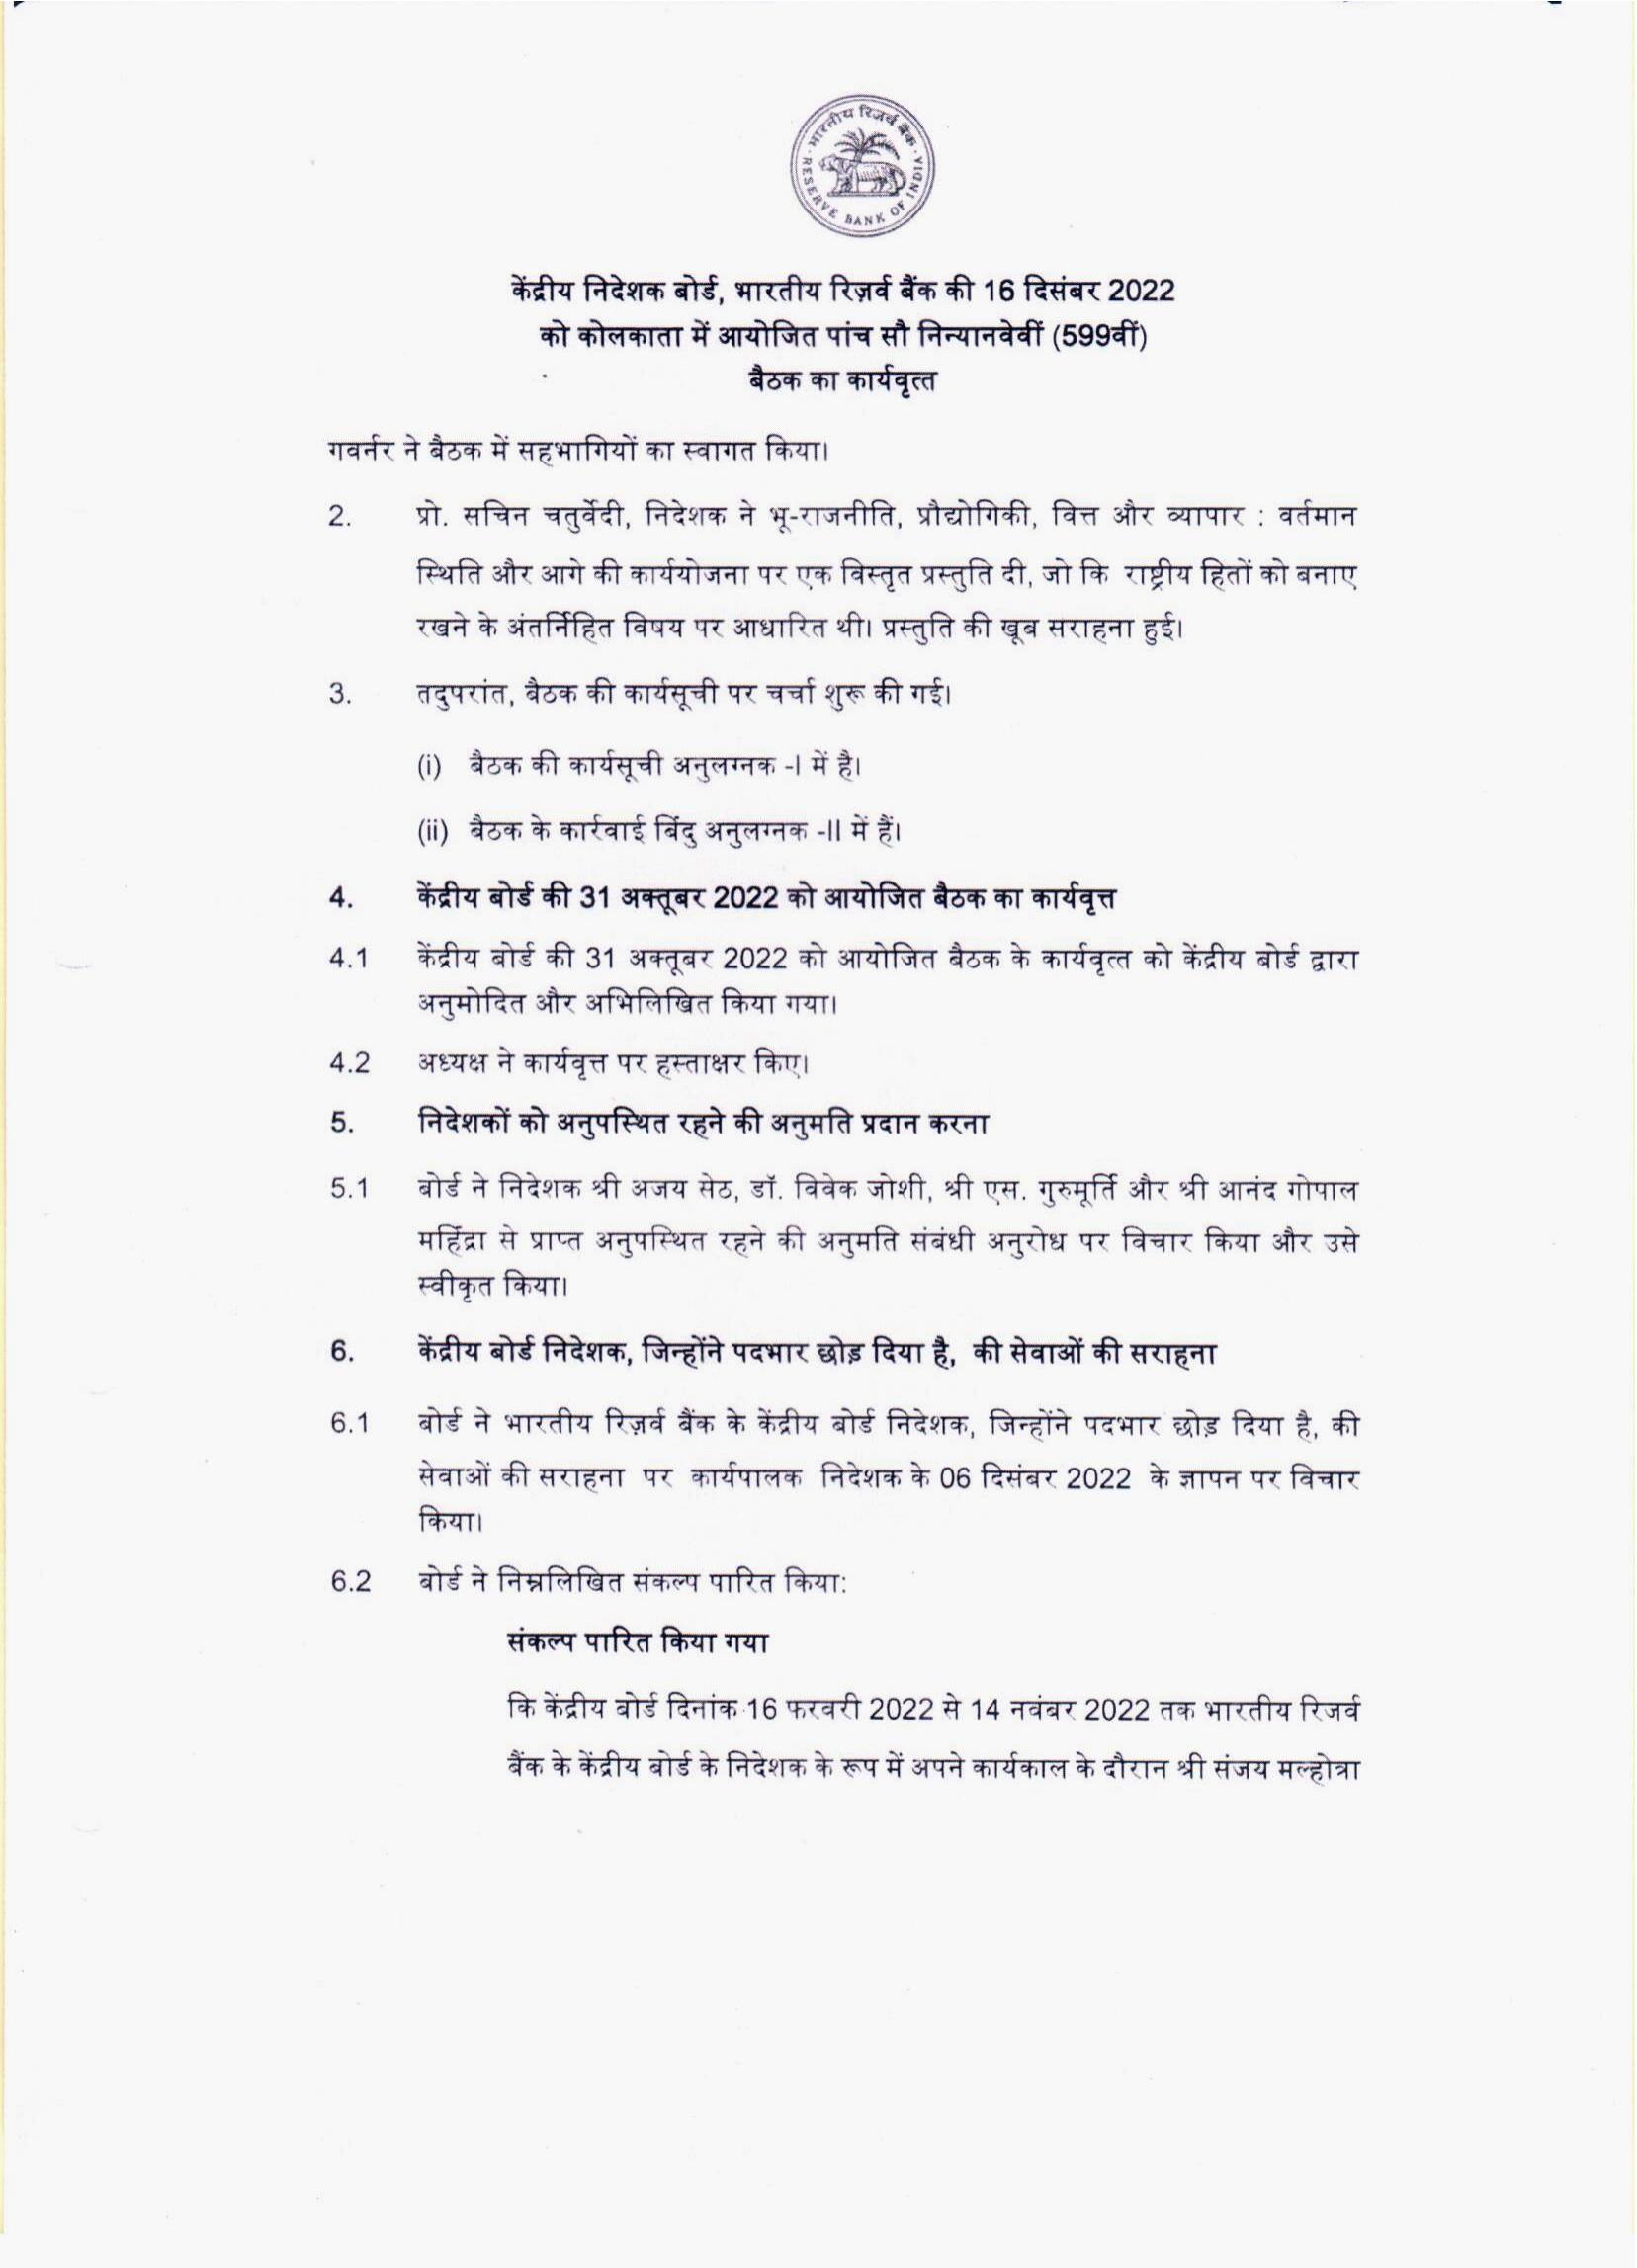 भारतीय रिज़र्व बैंक
RESERVE BANK OF INDIA
केंद्रीय निदेशक बोर्ड, भारतीय रिज़र्व बैंक की 16 दिसंबर 2022
को कोलकाता में आयोजित पांच सौ निन्यानवेवीं (599वीं)
बैठक का कार्यवृत्त
गवर्नर ने बैठक में सहभागियों का स्वागत किया।
2. प्रो. सचिन चतुर्वेदी, निदेशक ने भू-राजनीति, प्रौद्योगिकी, वित्त और व्यापार : वर्तमान
स्थिति और आगे की कार्ययोजना पर एक विस्तृत प्रस्तुति दी, जो कि राष्ट्रीय हितों को बनाए
रखने के अंतर्निहित विषय पर आधारित थी। प्रस्तुति की खूब सराहना हुई।
3. तदुपरांत, बैठक की कार्यसूची पर चर्चा शुरू की गई।
(i) बैठक की कार्यसूची अनुलग्नक -I में है।
(ii) बैठक के कार्रवाई बिंदु अनुलग्नक -II में हैं।
4. केंद्रीय बोर्ड की 31 अक्तूबर 2022 को आयोजित बैठक का कार्यवृत्त
4.1 केंद्रीय बोर्ड की 31 अक्तूबर 2022 को आयोजित बैठक के कार्यवृत्त को केंद्रीय बोर्ड द्वारा
अनुमोदित और अभिलिखित किया गया।
4.2 अध्यक्ष ने कार्यवृत्त पर हस्ताक्षर किए।
5. निदेशकों को अनुपस्थित रहने की अनुमति प्रदान करना
5.1 बोर्ड ने निदेशक श्री अजय सेठ, डॉ. विवेक जोशी, श्री एस. गुरुमूर्ति और श्री आनंद गोपाल
महिंद्रा से प्राप्त अनुपस्थित रहने की अनुमति संबंधी अनुरोध पर विचार किया और उसे
स्वीकृत किया।
6. केंद्रीय बोर्ड निदेशक, जिन्होंने पदभार छोड़ दिया है, की सेवाओं की सराहना
6.1 बोर्ड ने भारतीय रिज़र्व बैंक के केंद्रीय बोर्ड निदेशक, जिन्होंने पदभार छोड़ दिया है, की
सेवाओं की सराहना पर कार्यपालक निदेशक के 06 दिसंबर 2022 के ज्ञापन पर विचार
किया।
6.2 बोर्ड ने निम्नलिखित संकल्प पारित किया:
संकल्प पारित किया गया
कि केंद्रीय बोर्ड दिनांक 16 फरवरी 2022 से 14 नवंबर 2022 तक भारतीय रिजर्व
बैंक के केंद्रीय बोर्ड के निदेशक के रूप में अपने कार्यकाल के दौरान श्री संजय मल्होत्रा